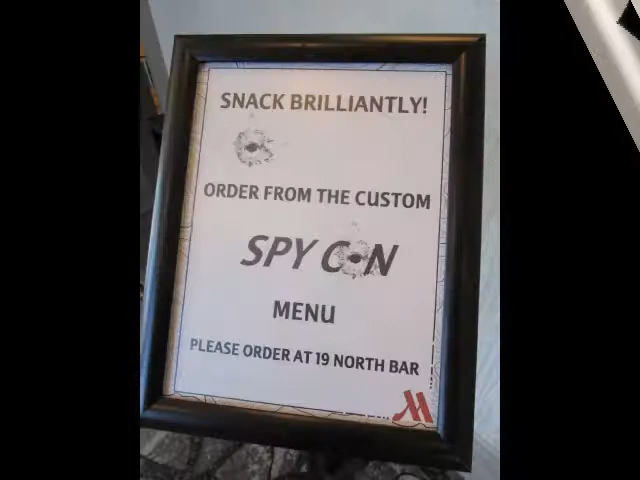 SNACK BRILLIANTLY!
ORDER FROM THE CUSTOM
SPY CON
MENU
PLEASE ORDER AT 19 NORTH BAR